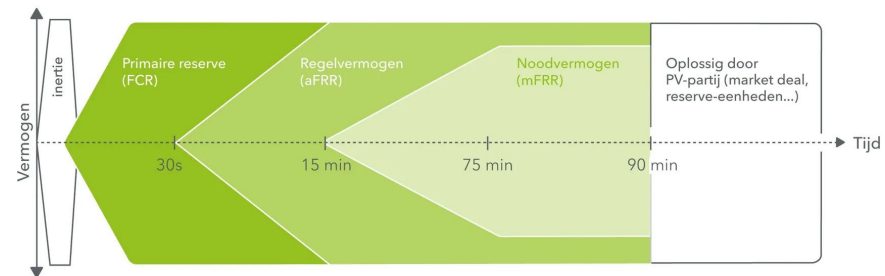 Vermogen
inertie
Primaire reserve
(FCR)
Regelvermogen
(aFRR)
Noodvermogen
(mFRR)
Oplossig door
PV-partij (market deal,
reserve-eenheden...)
30s
15 min
75 min
90 min
Tijd